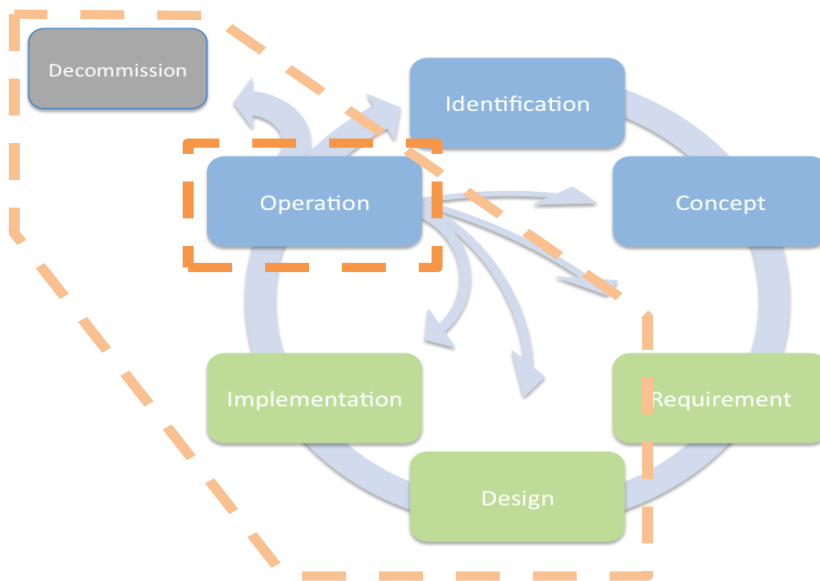 Decommission
Identification
Operation
Concept
Implementation
Requirement
Design